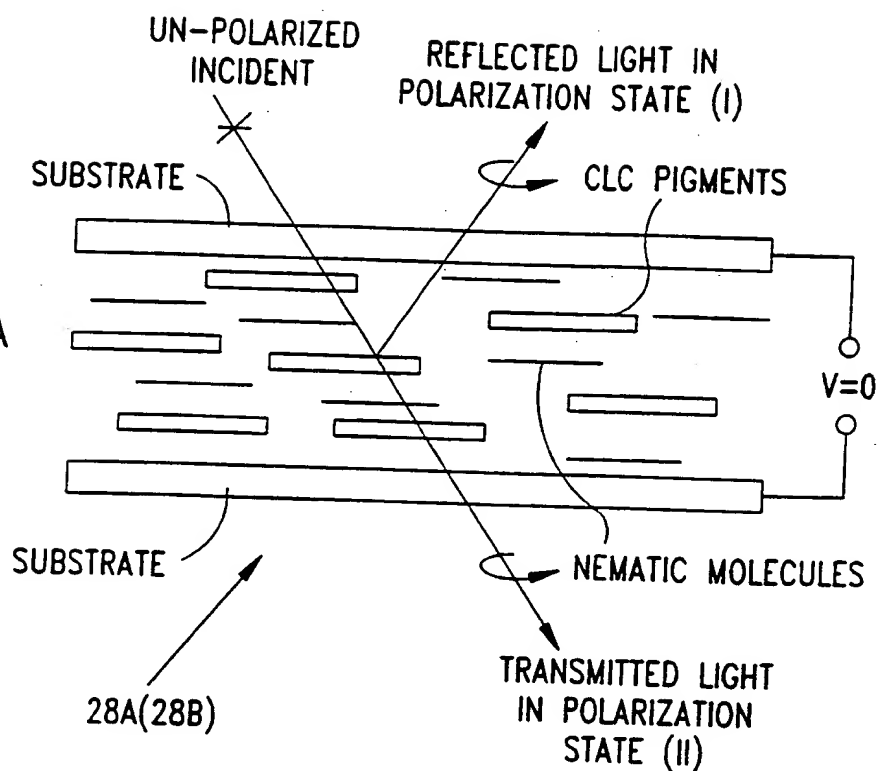 UN-POLARIZED
INCIDENT
REFLECTED LIGHT IN
POLARIZATION STATE (I)
SUBSTRATE
CLC PIGMENTS
A
V=0
SUBSTRATE
NEMATIC MOLECULES
28A(28B)
TRANSMITTED LIGHT
IN POLARIZATION
STATE (II)